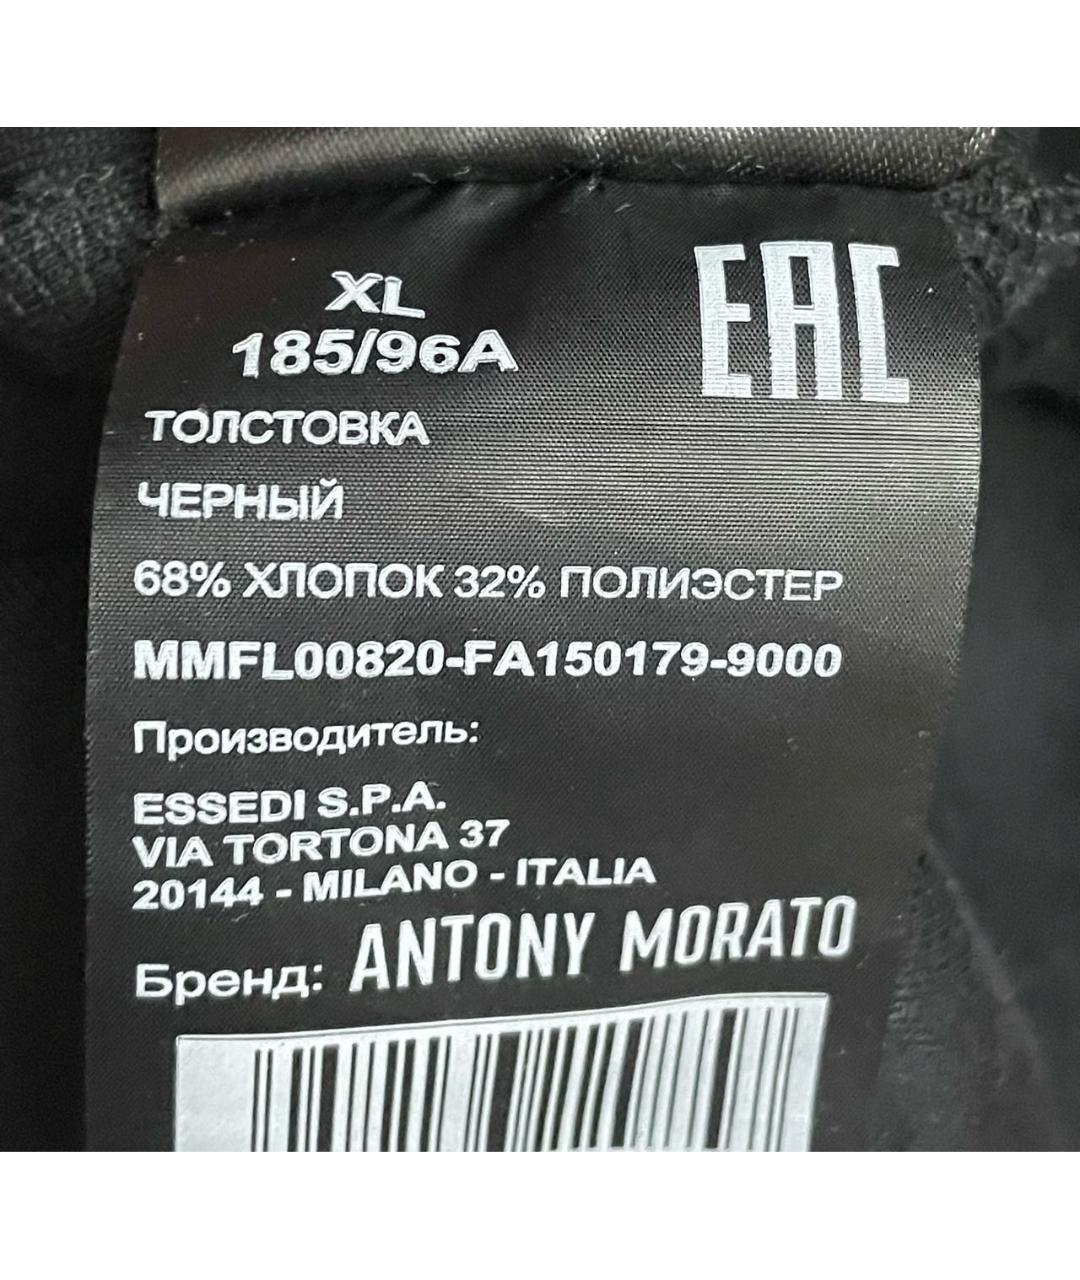 EAC
XL
185/96A
ТОЛСТОВКА
ЧЕРНЫЙ
68% ХЛОПОК 32% ПОЛИЭСТЕР
MMFL00820-FA150179-9000
Производитель:
ESSEDI S.P.A.
VIA TORTONA 37
20144 - MILANO - ITALIA
Бренд: ANTONY MORATO